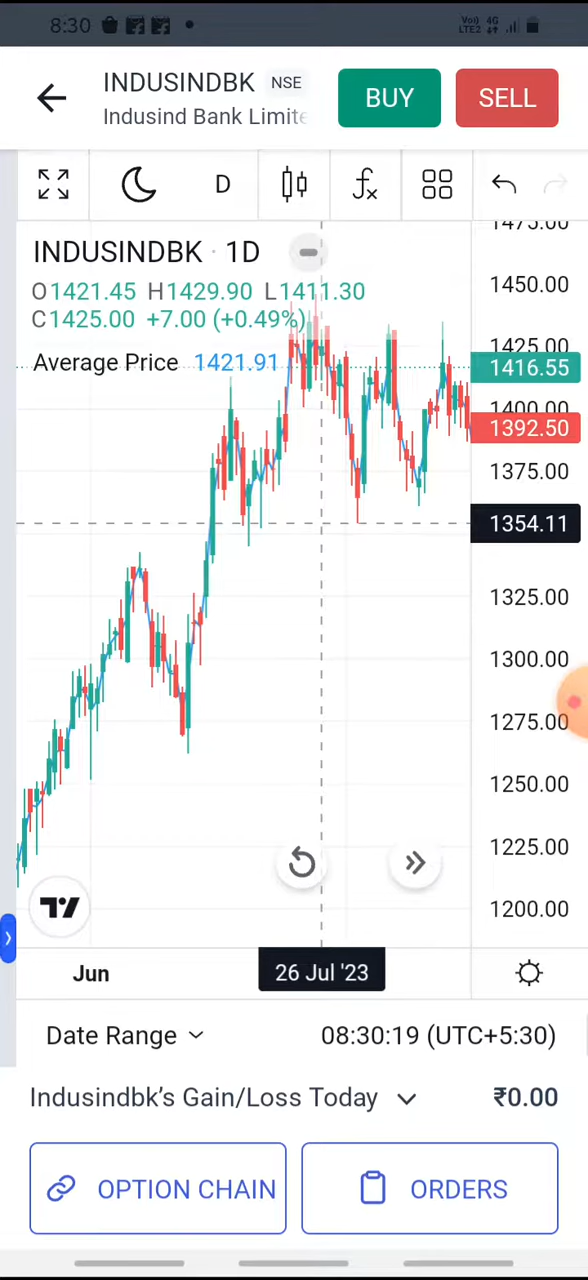 8:30
Vo)) 4G
LTE2
INDUSINDBK NSE
Indusind Bank Limite
BUY
SELL
D
fx
1475.00
INDUSINDBK · 1D
O1421.45 H1429.90 L1411.30
C1425.00 +7.00 (+0.49%)
Average Price 1421.91
1450.00
1425.00
1416.55
1400.00
1392.50
1375.00
1354.11
1325.00
1300.00
1275.00
1250.00
1225.00
1200.00
Jun
26 Jul '23
Date Range
08:30:19 (UTC+5:30)
Indusindbk's Gain/Loss Today
₹0.00
OPTION CHAIN
ORDERS